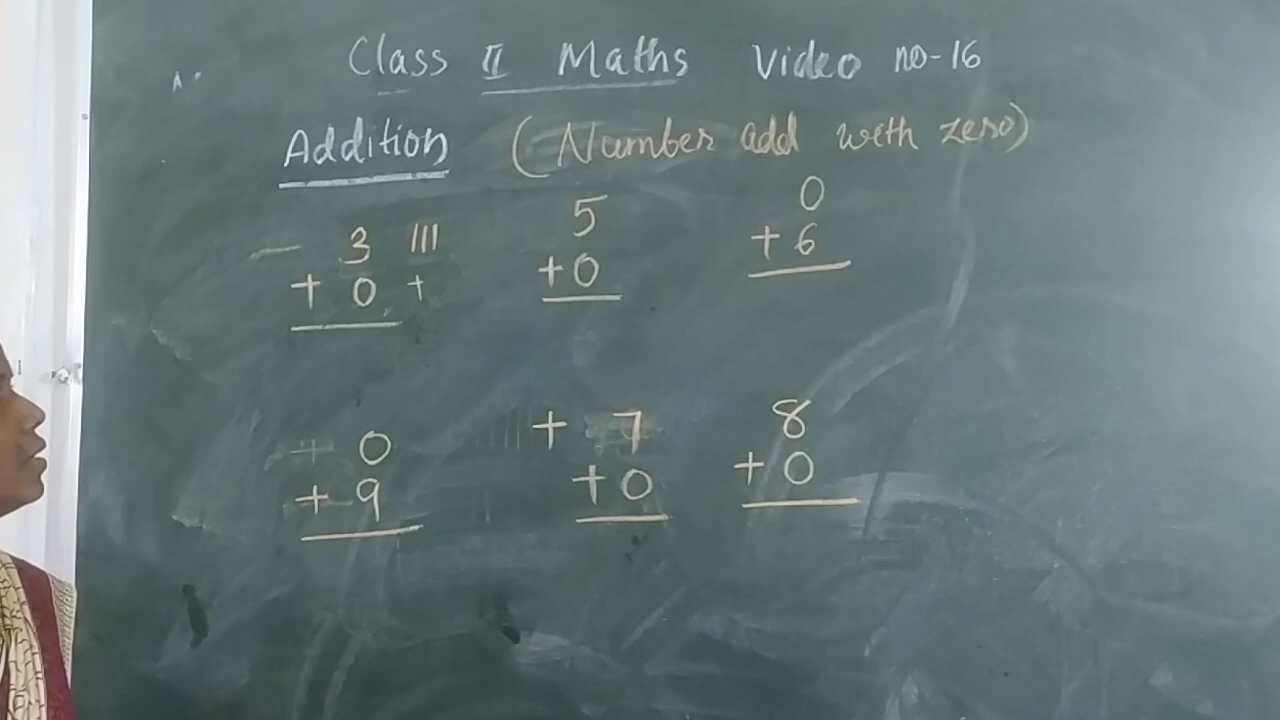 Class II Maths Video no-16
Addition (Number add with zero)
3 III 5 0
+ 0 + +0 + 6
+ 0 + 7 8
+ 9 +0 + 0